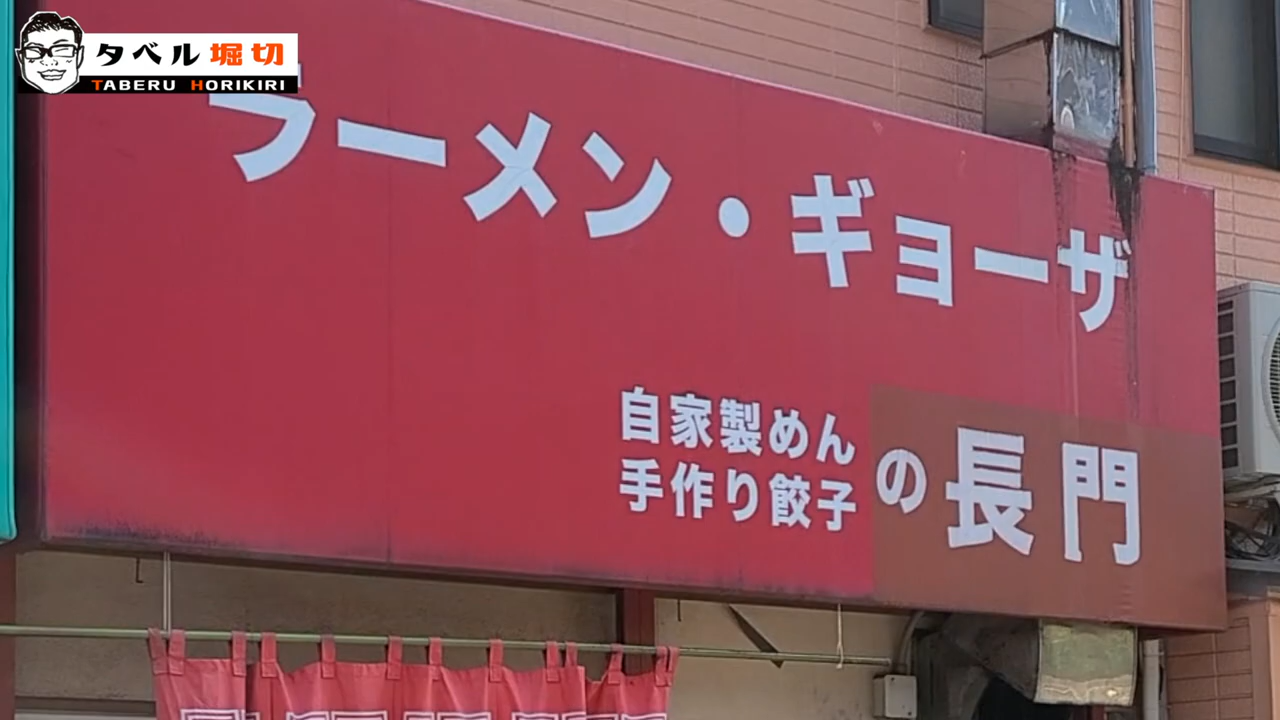 タベル堀切
TABERU HORIKIRI
ラーメン・ギョーザ
自家製めん
手作り餃子
の長門